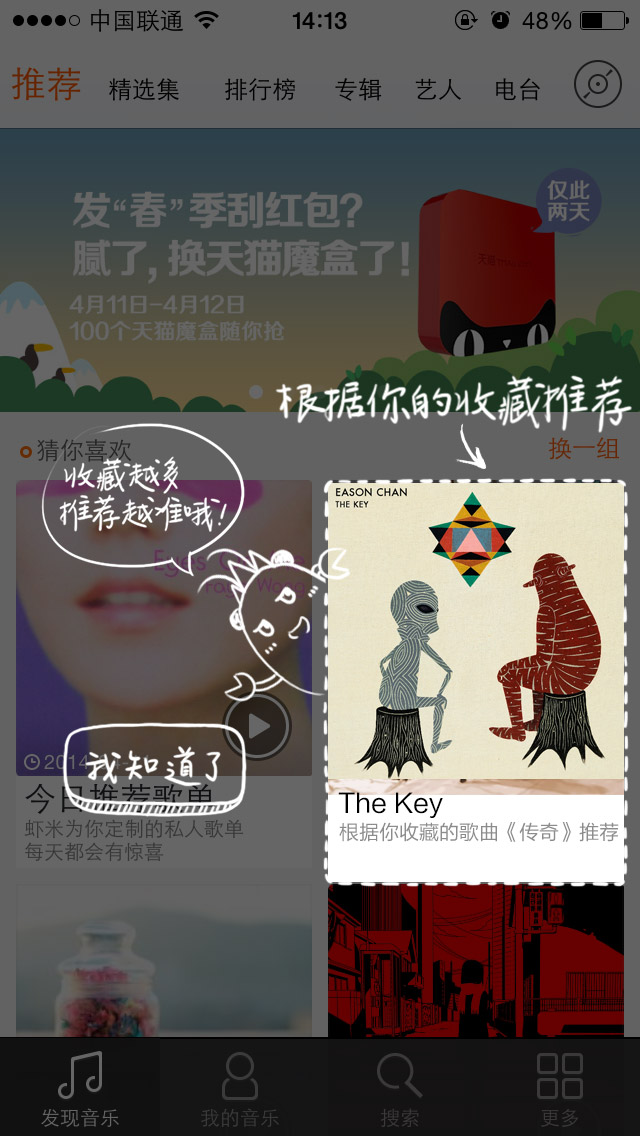 中国联通
14:13
48%
推荐
精选集
排行榜
专辑
艺人
电台
仅此
两天
发“春”季刮红包?
腻了,换天猫魔盒了!
天猫
4月11日-4月12日
100个天猫魔盒随你抢
根据你的收藏推荐
猜你喜欢
换一组
收藏越多
推荐越准哦!
EASON CHAN
THE KEY
我知道了
2014
今日推荐歌单
虾米为你定制的私人歌单
每天都会有惊喜
The Key
根据你收藏的歌曲《传奇》推荐
发现音乐
我的音乐
搜索
更多